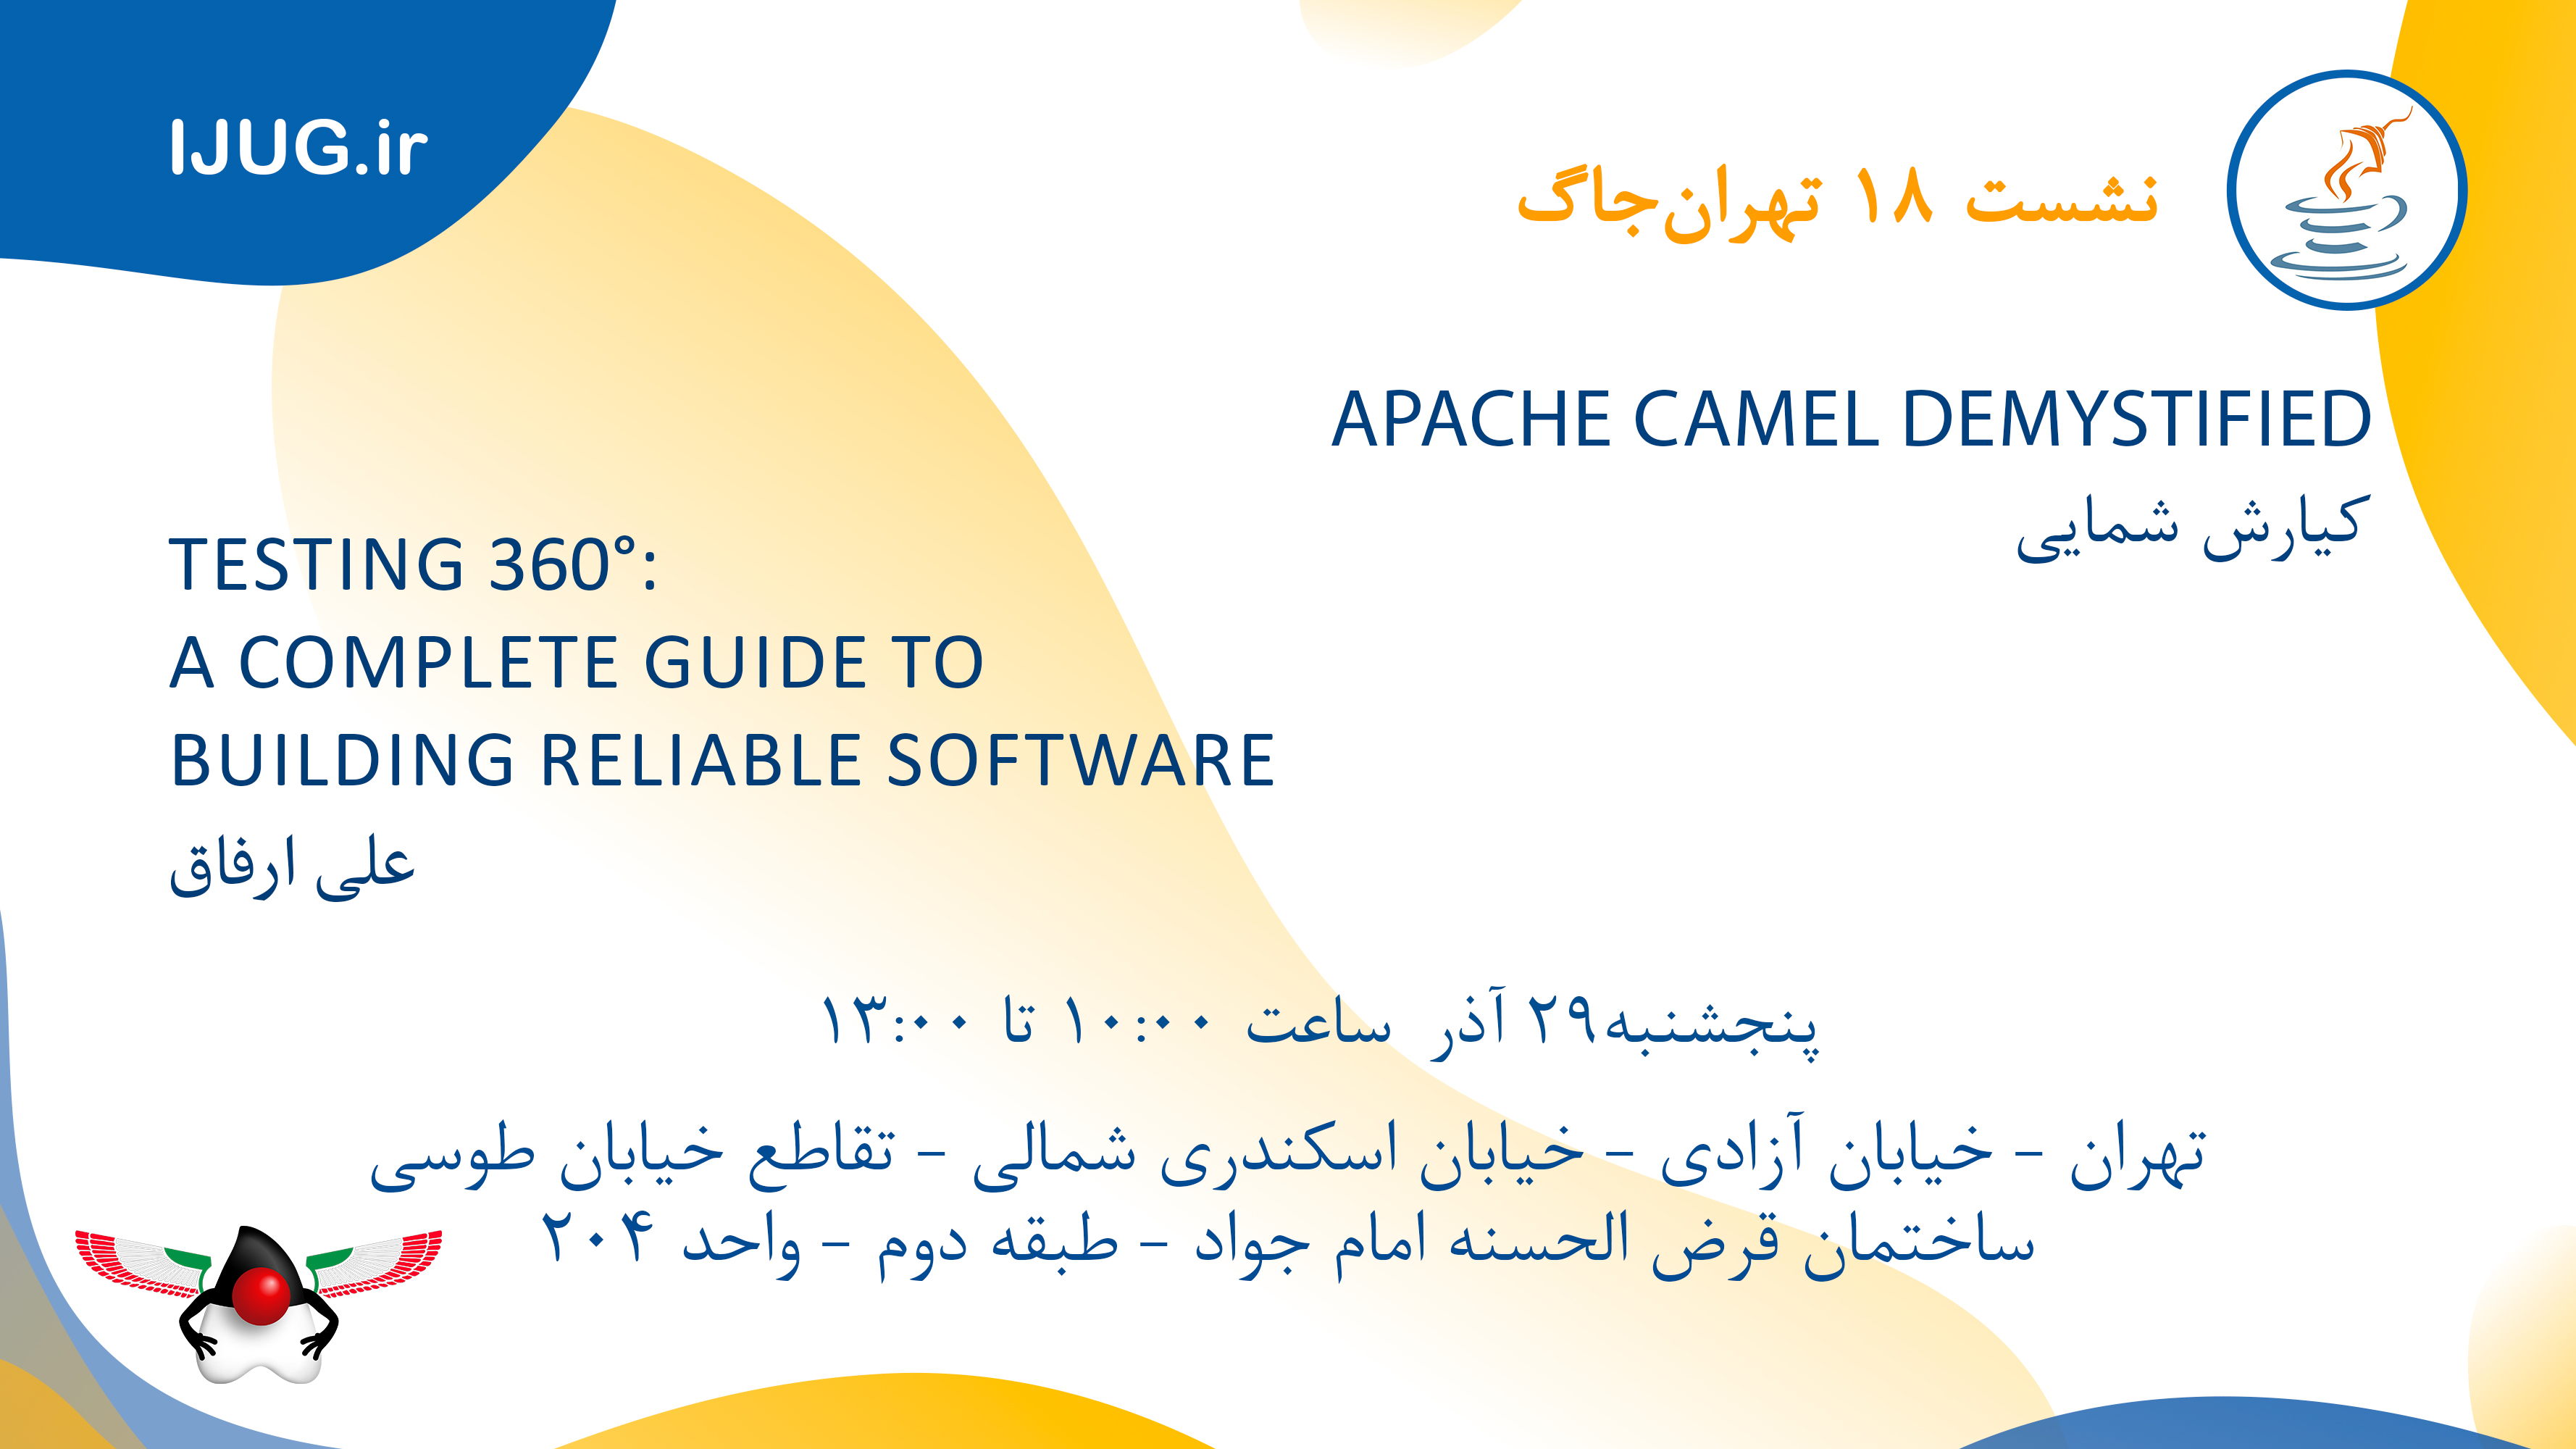 IJUG.ir
نشست ۱۸ تهران‌جاگ
APACHE CAMEL DEMYSTIFIED
کیارش شمایی
TESTING 360°:
A COMPLETE GUIDE TO
BUILDING RELIABLE SOFTWARE
علی ارفاق
پنجشنبه۲۹ آذر ساعت ۱۰:۰۰ تا ۱۳:۰۰
تهران - خیابان آزادی - خیابان اسکندری شمالی - تقاطع خیابان طوسی
ساختمان قرض الحسنه امام جواد - طبقه دوم - واحد ۲۰۴